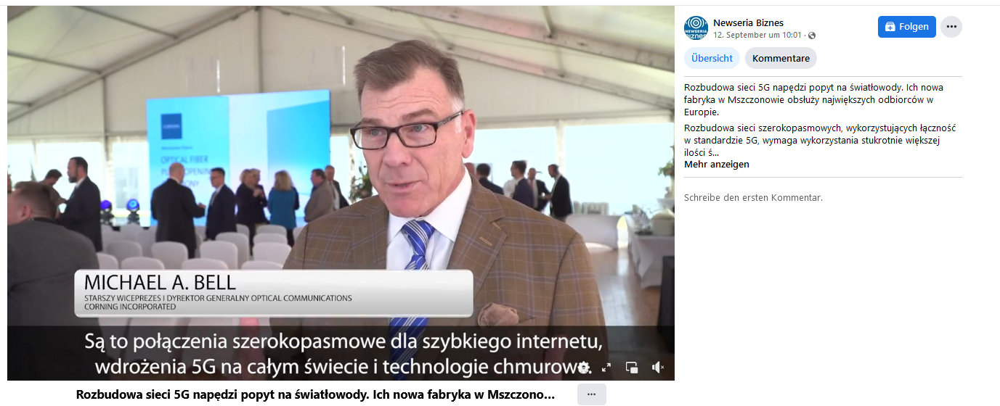 CORNING
OPTICAL FIBER
MICHAEL A. BELL
STARSZY WICEPREZES I DYREKTOR GENERALNY OPTICAL COMMUNICATIONS
CORNING INCORPORATED
Są to połączenia szerokopasmowe dla szybkiego internetu,
wdrożenia 5G na całym świecie i technologie chmurowe.
Rozbudowa sieci 5G napędzi popyt na światłowody. Ich nowa fabryka w Mszczono...
NEWSERIA
BIZNES
Newseria Biznes
12. September um 10:01 ·
Folgen
Übersicht
Kommentare
Rozbudowa sieci 5G napędzi popyt na światłowody. Ich nowa
fabryka w Mszczonowie obsłuży największych odbiorców w
Europie.
Rozbudowa sieci szerokopasmowych, wykorzystujących łączność
w standardzie 5G, wymaga wykorzystania stukrotnie większej
ilości ś...
Mehr anzeigen
Schreibe den ersten Kommentar.